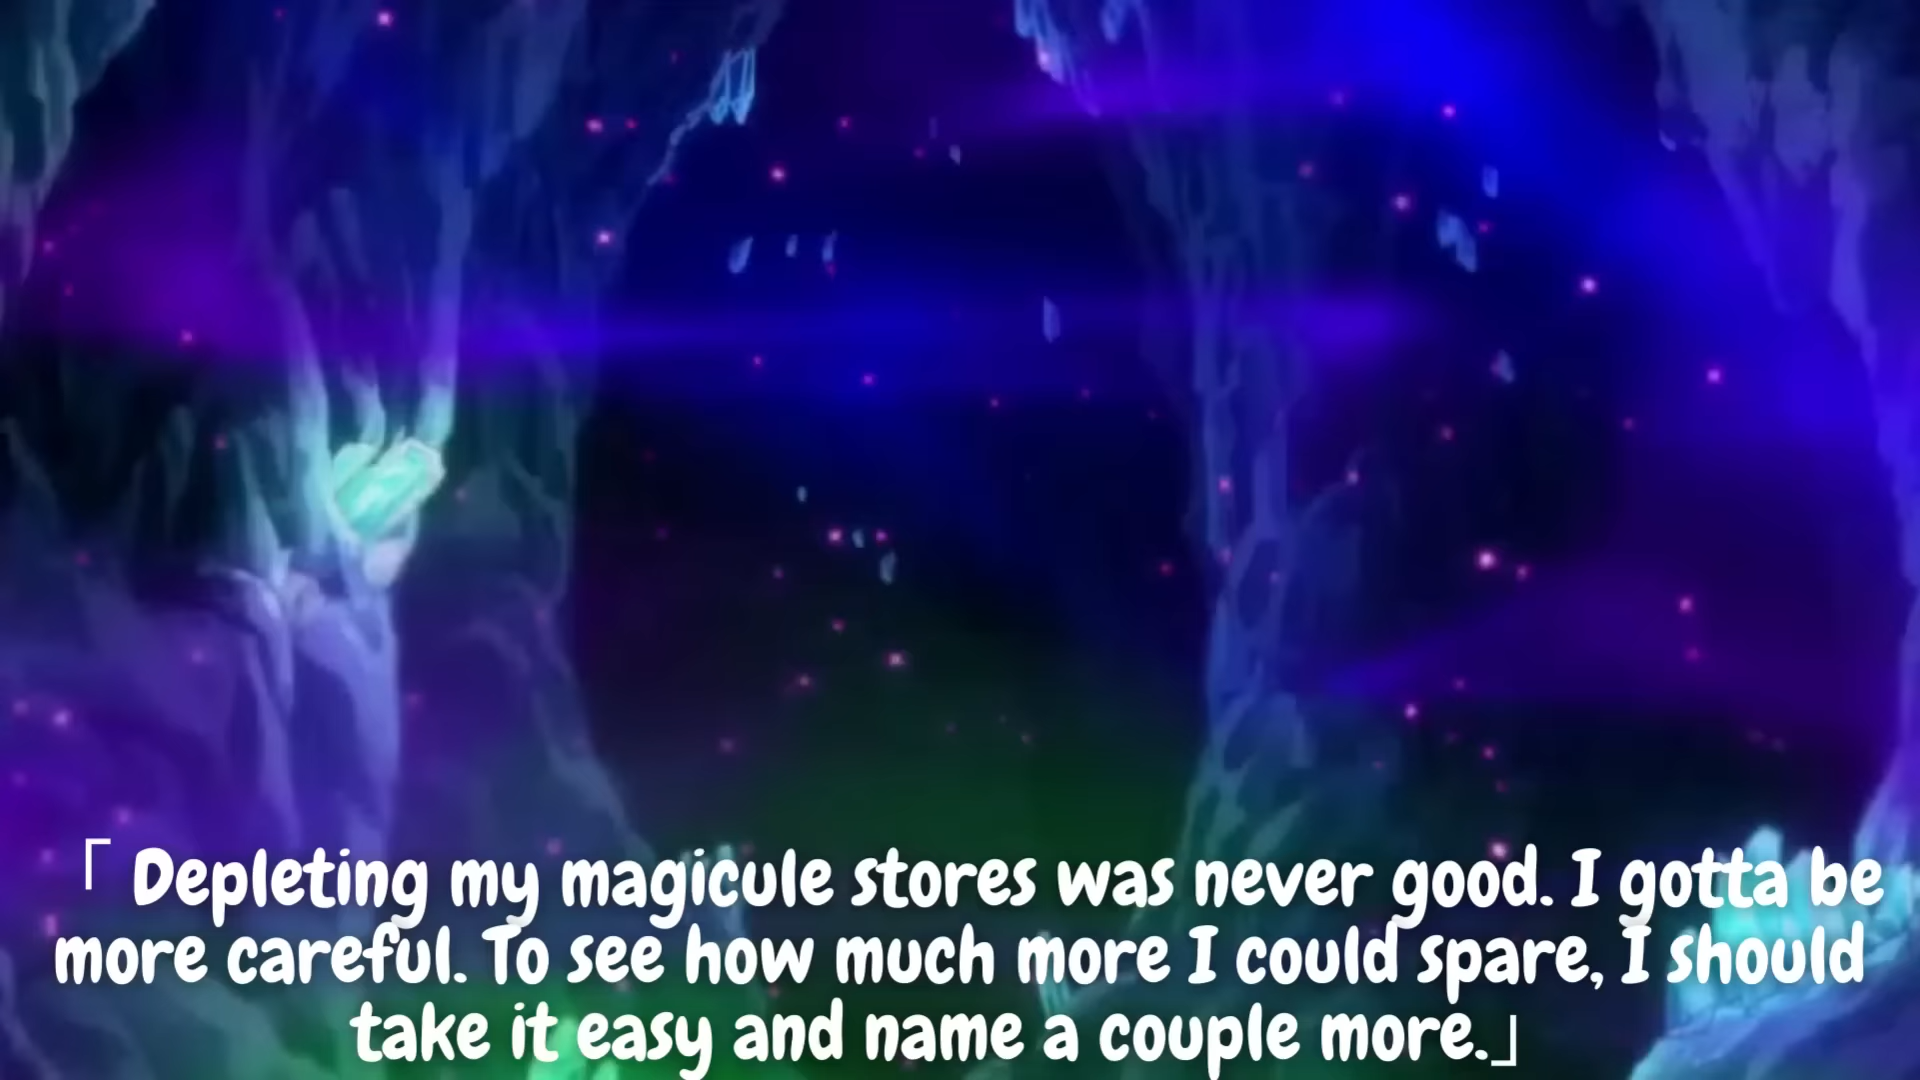 「 Depleting my magicule stores was never good. I gotta be
more careful. To see how much more I could spare, I should
take it easy and name a couple more.」